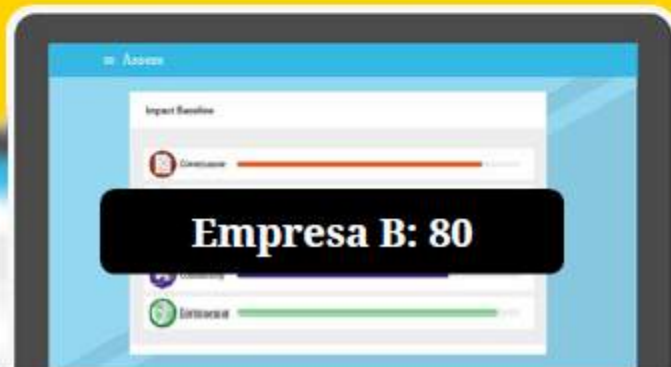 Assess
Impact Baseline
Governance
Empresa B: 80
Community
Environment